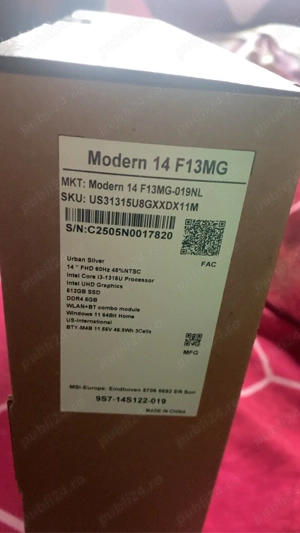 Modern 14 F13MG
MKT: Modern 14 F13MG-019NL
SKU: US31315U8GXXDX11M
S/N:C2505N0017820
FAC
Urban Silver
14 " FHD 60Hz 45%NTSC
Intel Core i3-1315U Processor
Intel UHD Graphics
512GB SSD
DDR4 8GB
WLAN+BT combo module
Windows 11 64Bit Home
US-International
BTY-M4B 11.55V 46.8Wh 3Cells
MFG
MSI-Europe: Eindhoven 5706 5692 ER Son
9S7-14S122-019
MADE IN CHINA
publi24.ro